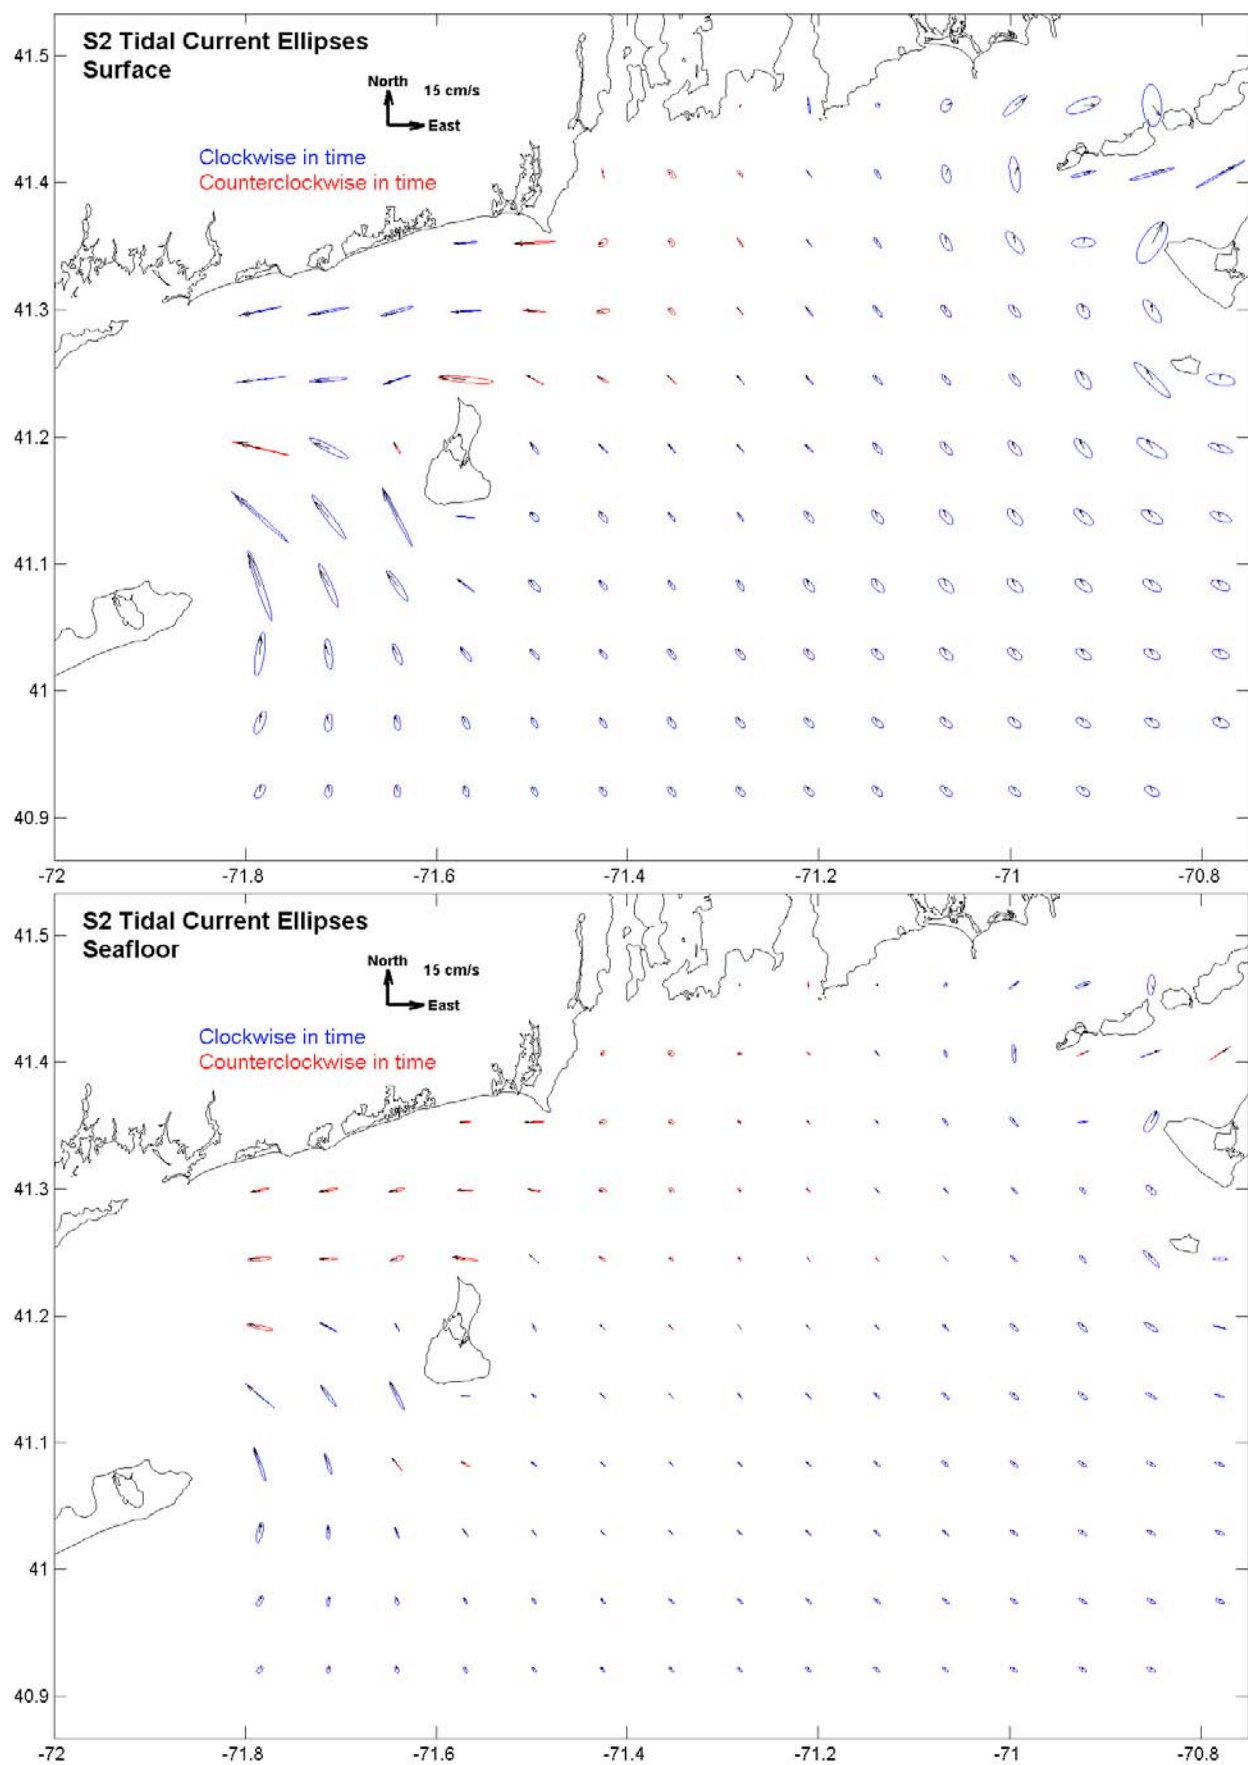 S2 Tidal Current Ellipses
Surface
North
15 cm/s
East
Clockwise in time
Counterclockwise in time
41.5
41.4
41.3
41.2
41.1
41
40.9
-72
-71.8
-71.6
-71.4
-71.2
-71
-70.8
S2 Tidal Current Ellipses
Seafloor
North
15 cm/s
East
Clockwise in time
Counterclockwise in time
41.5
41.4
41.3
41.2
41.1
41
40.9
-72
-71.8
-71.6
-71.4
-71.2
-71
-70.8